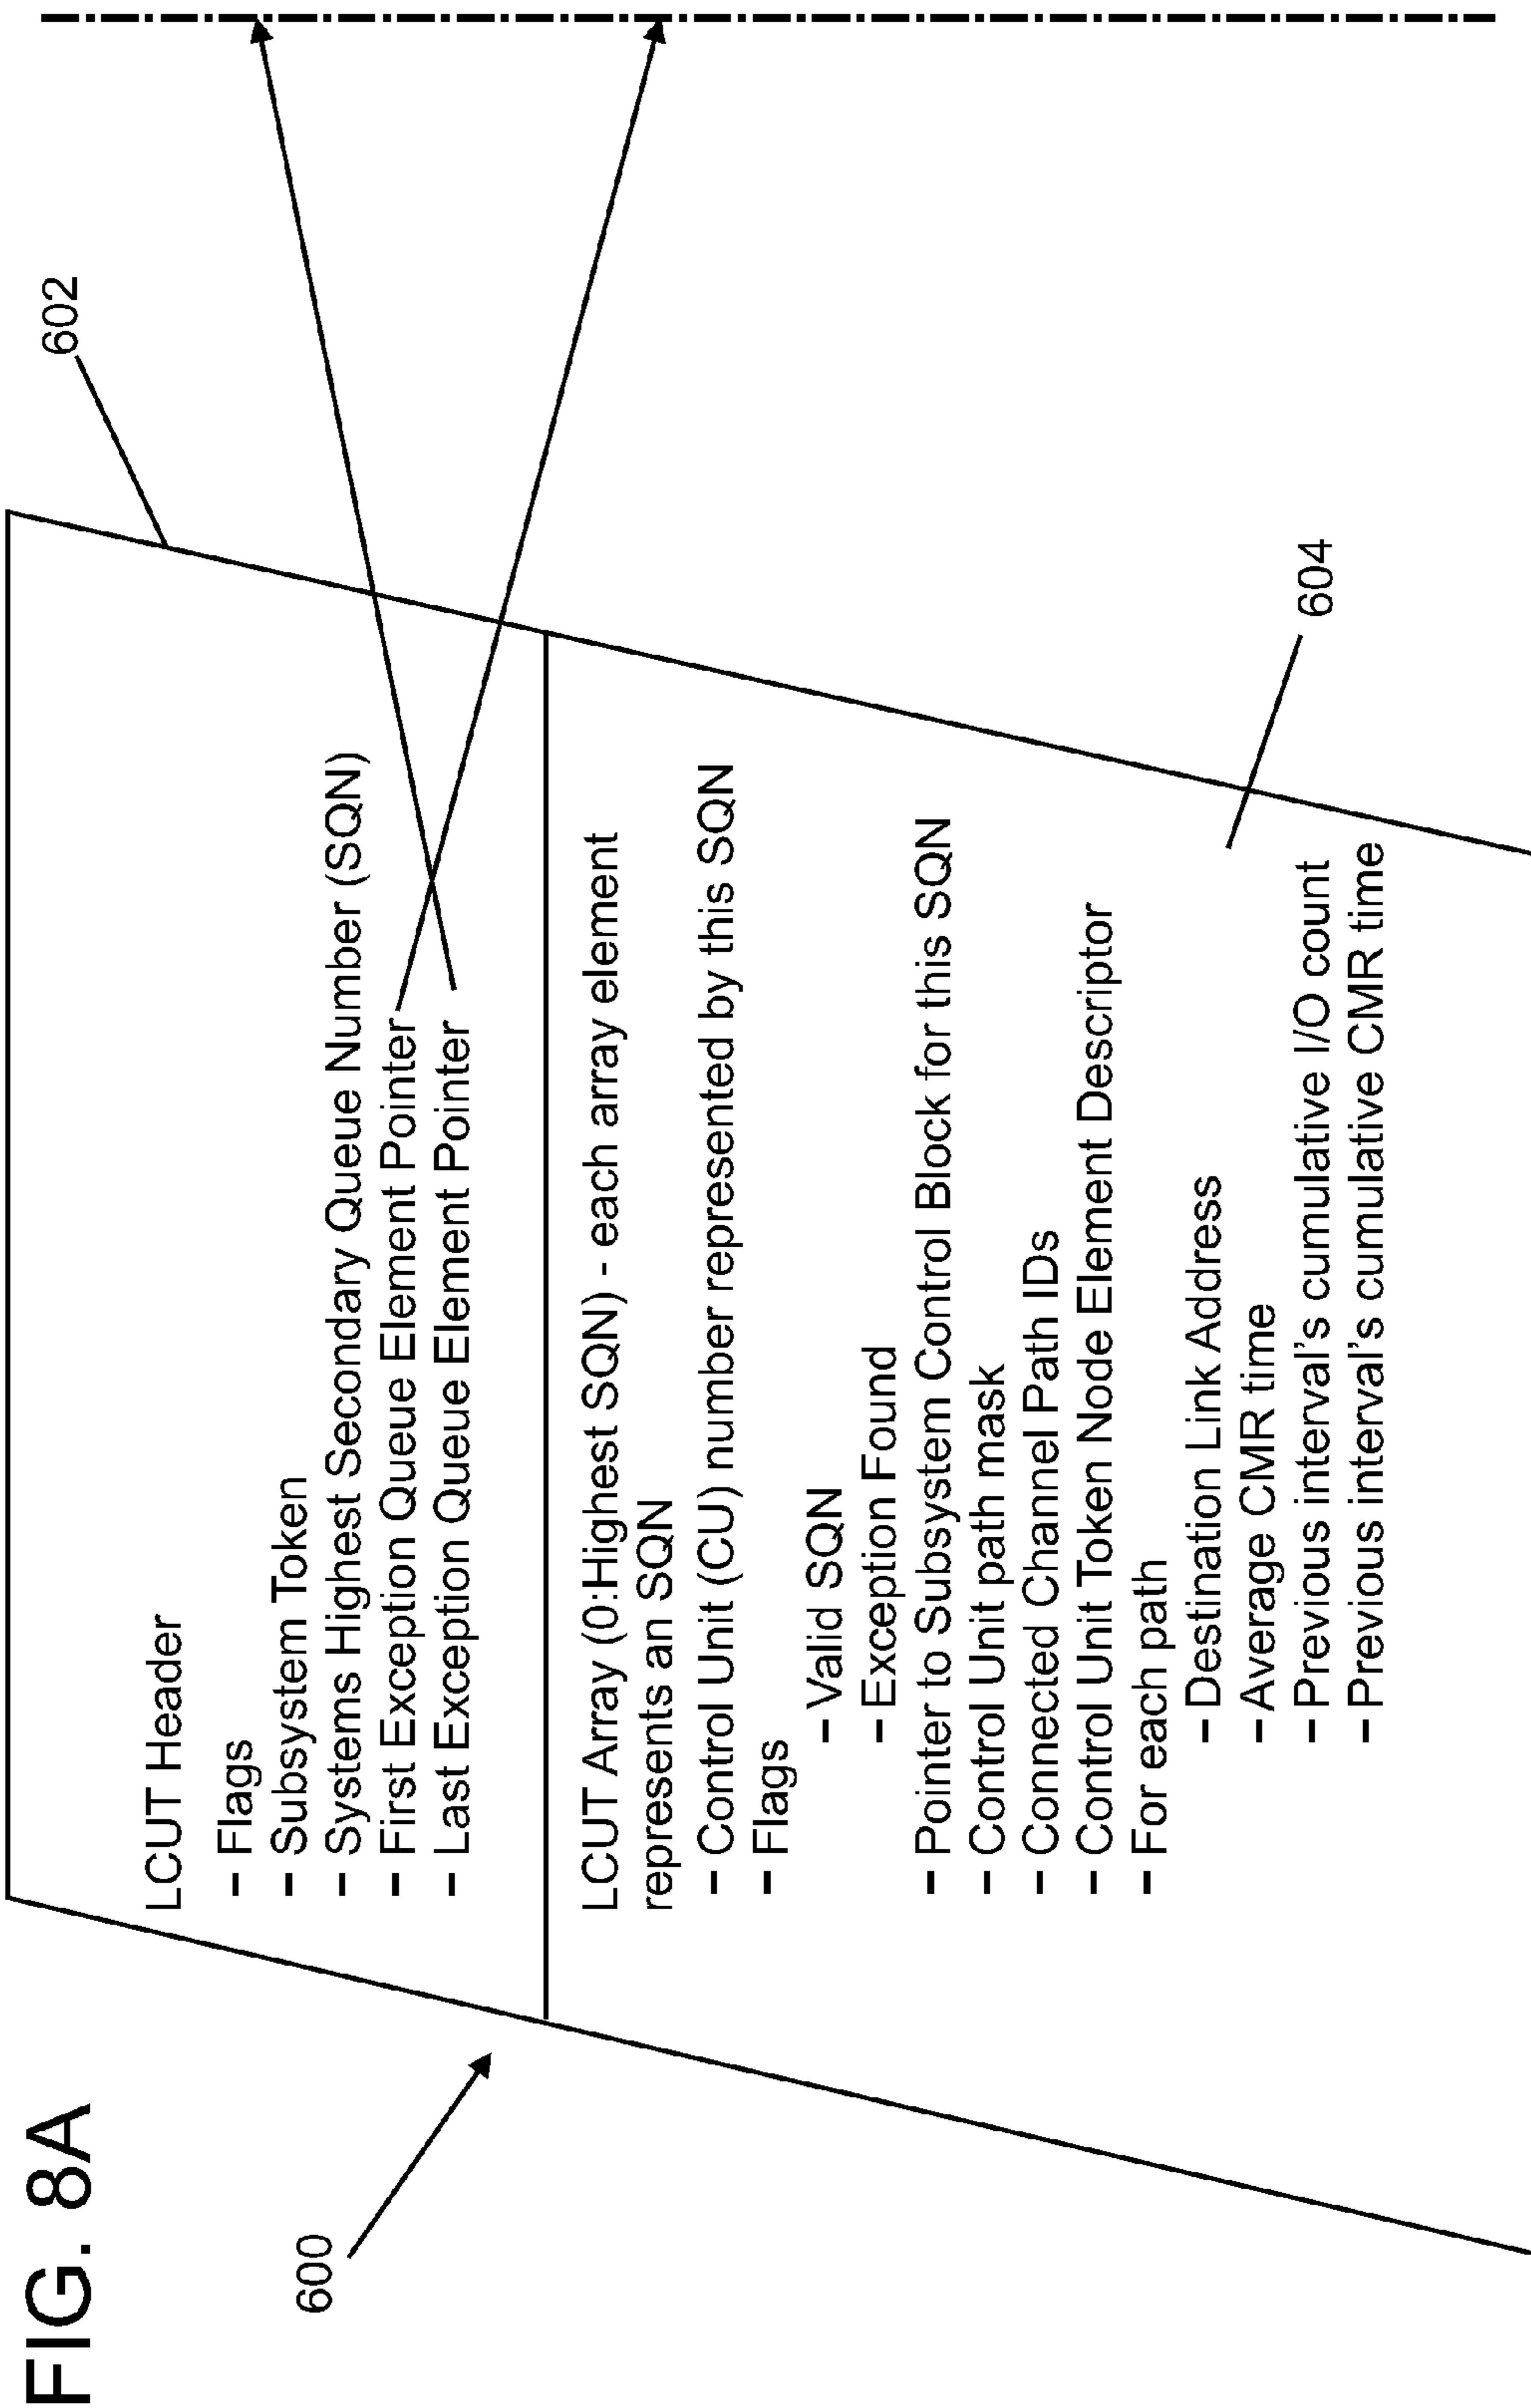 FIG. 8A
600
602
LCUT Header
– Flags
– Subsystem Token
– Systems Highest Secondary Queue Number (SQN)
– First Exception Queue Element Pointer
– Last Exception Queue Element Pointer
LCUT Array (0:Highest SQN) - each array element
represents an SQN
– Control Unit (CU) number represented by this SQN
– Flags
– Valid SQN
– Exception Found
– Pointer to Subsystem Control Block for this SQN
– Control Unit path mask
– Connected Channel Path IDs
– Control Unit Token Node Element Descriptor
– For each path
– Destination Link Address
– Average CMR time
– Previous interval's cumulative I/O count
– Previous interval's cumulative CMR time
604